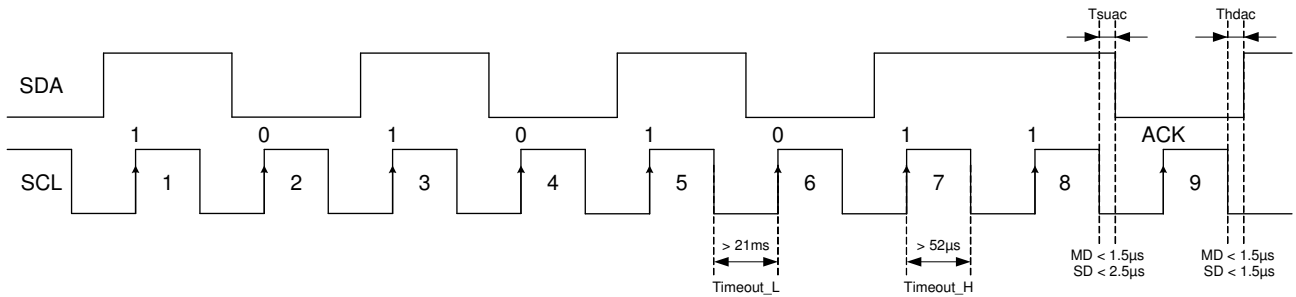 Tsuac Thdac
SDA
1 0 1 0 1 0 1 1 ACK
SCL 1 2 3 4 5 6 7 8 9
> 21ms > 52µs MD < 1.5µs MD < 1.5µs
SD < 2.5µs SD < 1.5µs
Timeout_L Timeout_H